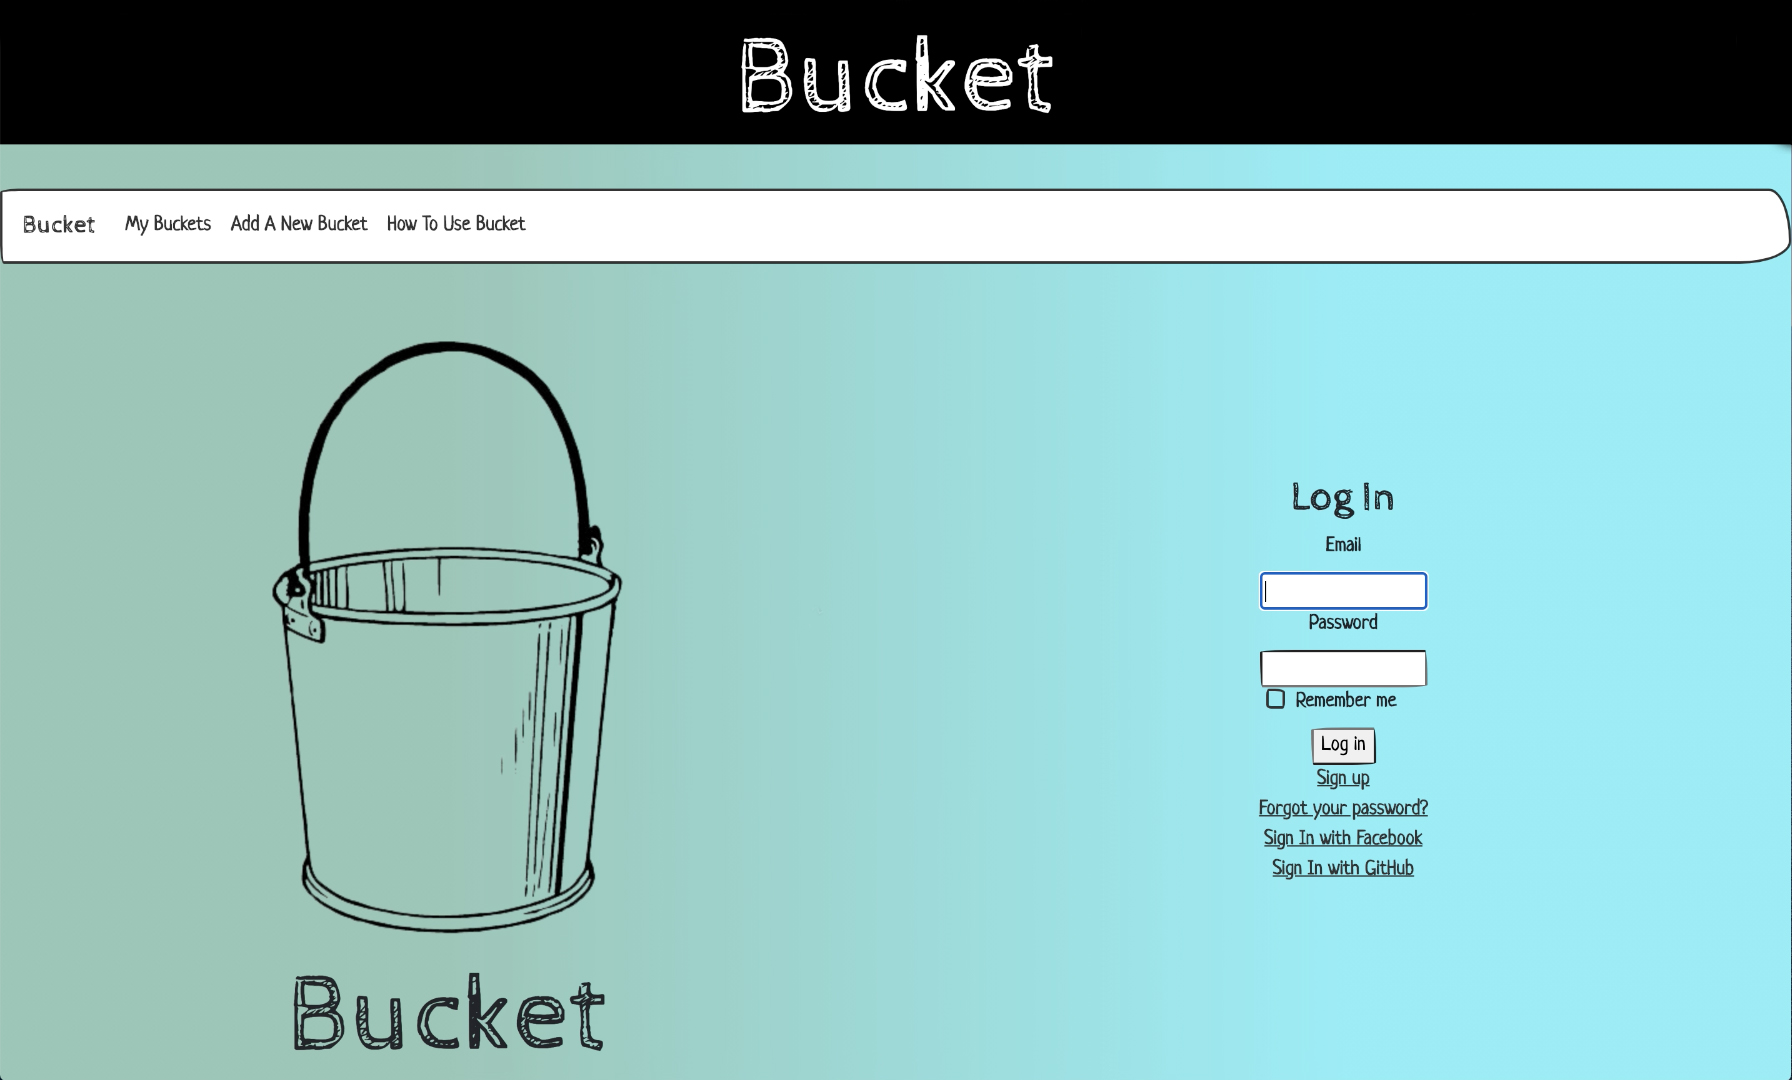 Bucket
Bucket My Buckets Add A New Bucket How To Use Bucket
Log In
Email
Password
Remember me
Log in
Sign up
Forgot your password?
Sign In with Facebook
Sign In with GitHub
Bucket